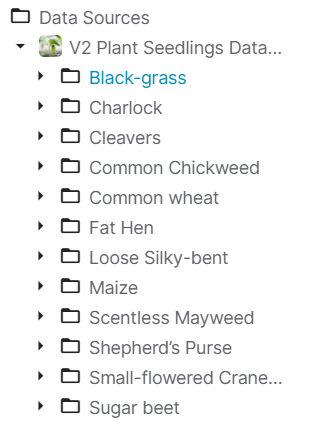 Data Sources
V2 Plant Seedlings Data...
Black-grass
Charlock
Cleavers
Common Chickweed
Common wheat
Fat Hen
Loose Silky-bent
Maize
Scentless Mayweed
Shepherd’s Purse
Small-flowered Crane...
Sugar beet